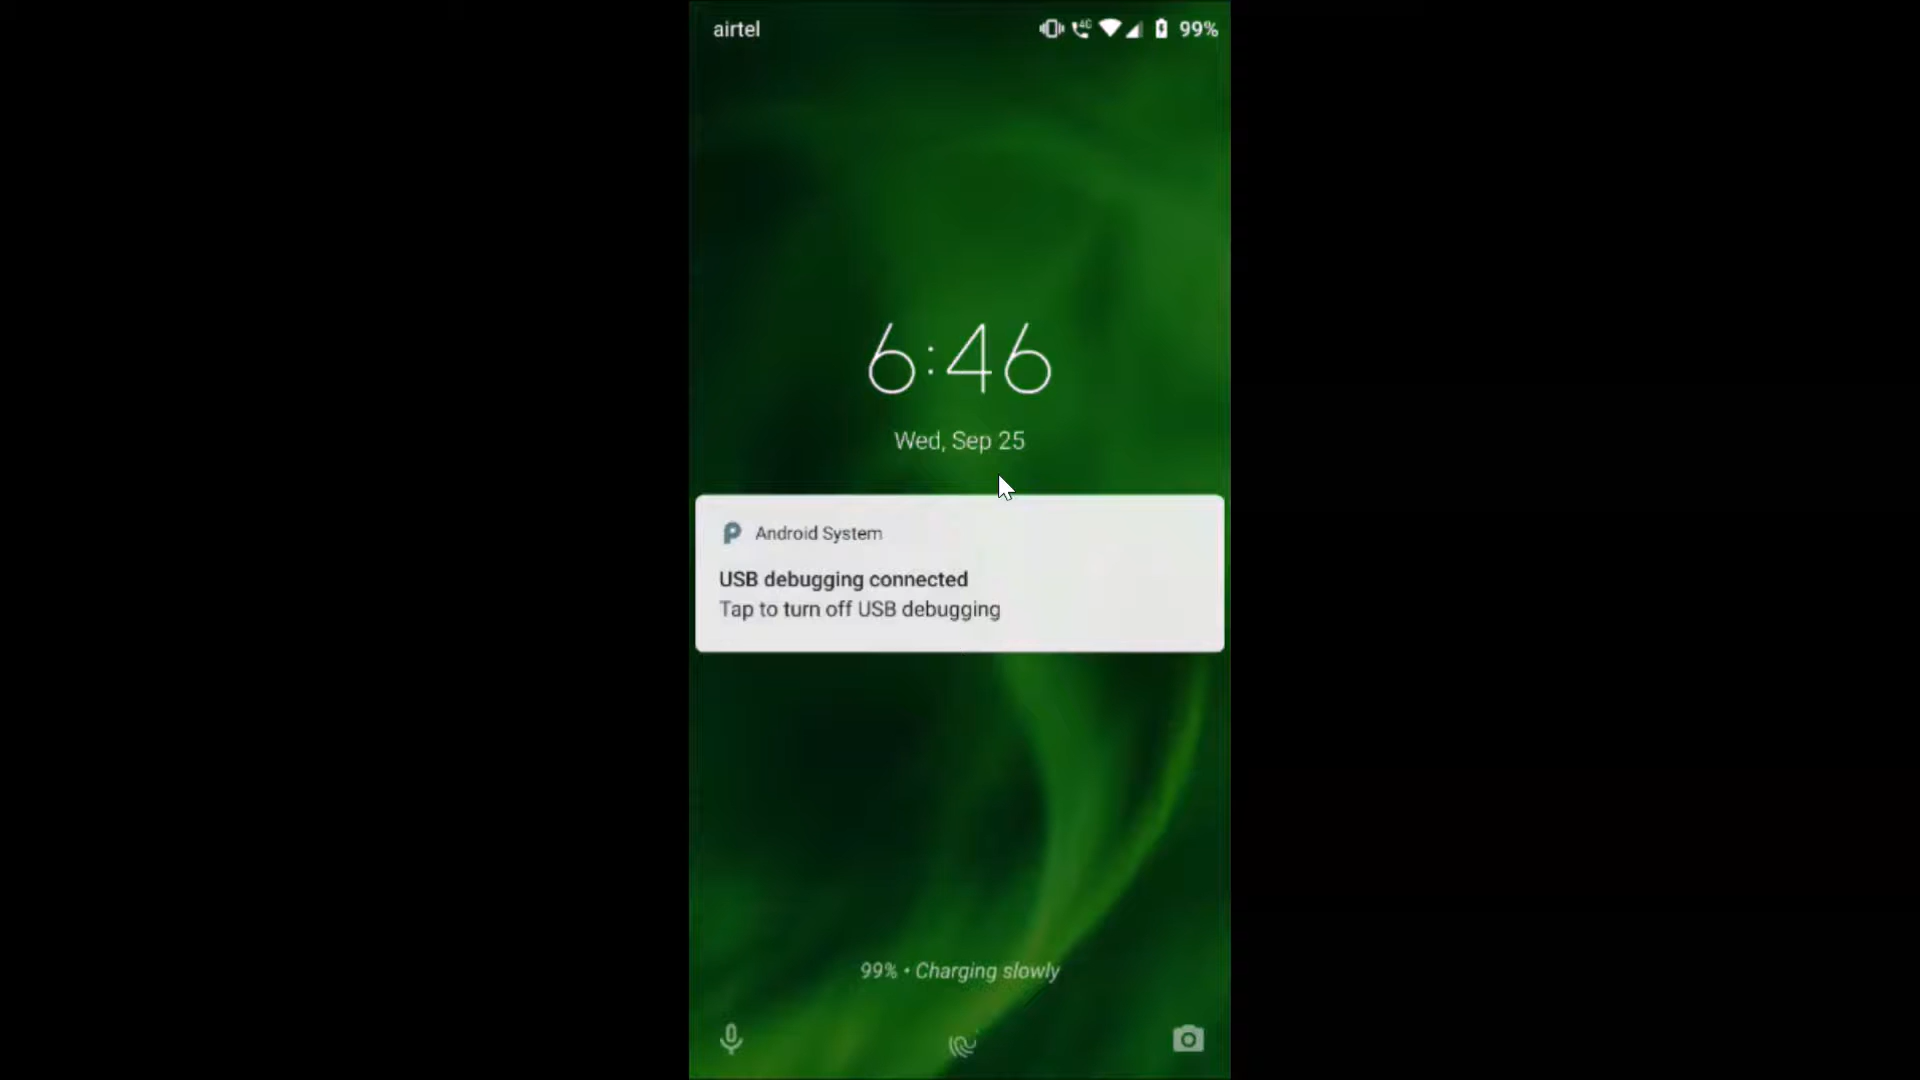 airtel
4G
99%
6:46
Wed, Sep 25
Android System
USB debugging connected
Tap to turn off USB debugging
99% • Charging slowly